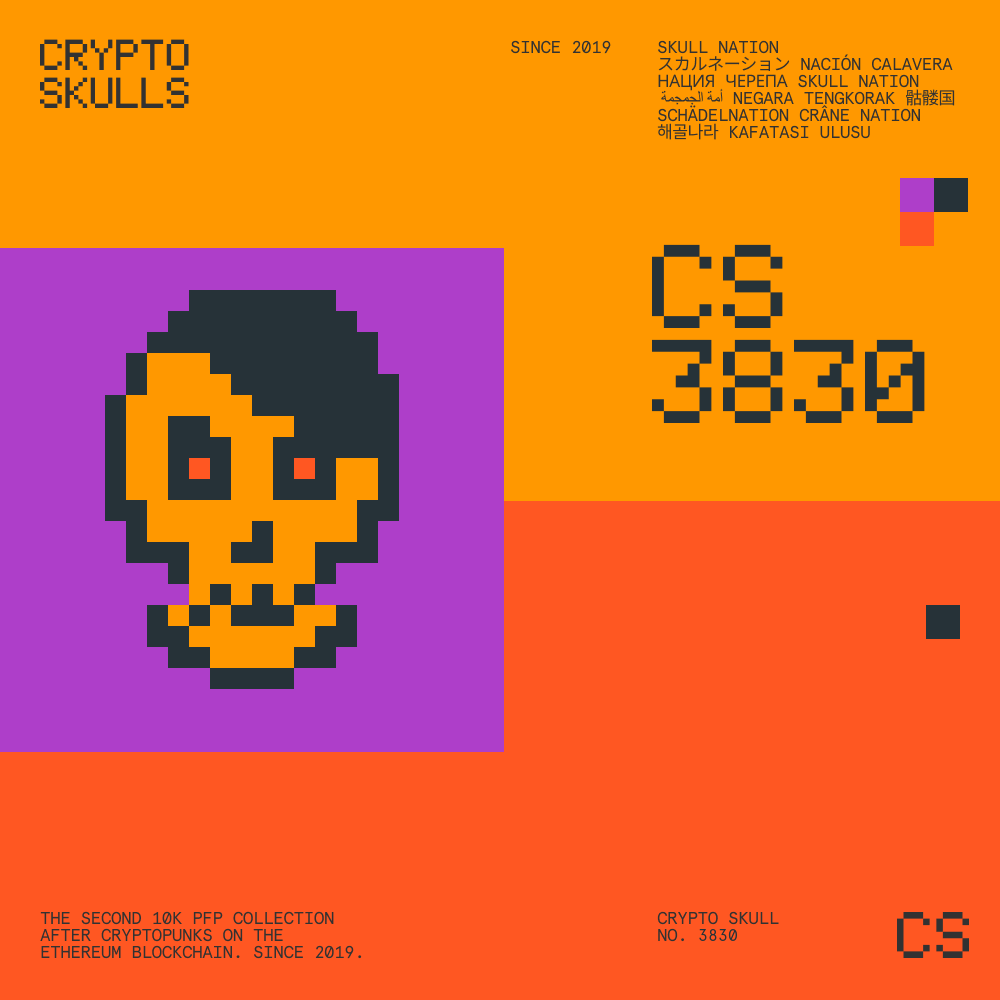 CRYPTO
SKULLS
SINCE 2019
SKULL NATION
スカルネーション NACIÓN CALAVERA
НАЦИЯ ЧЕРЕПА SKULL NATION
أمة الجمجمة NEGARA TENGKORAK 骷髅国
SCHÄDELNATION CRÂNE NATION
해골나라 KAFATASI ULUSU
CS
3830
THE SECOND 10K PFP COLLECTION
AFTER CRYPTOPUNKS ON THE
ETHEREUM BLOCKCHAIN. SINCE 2019.
CRYPTO SKULL
NO. 3830
CS